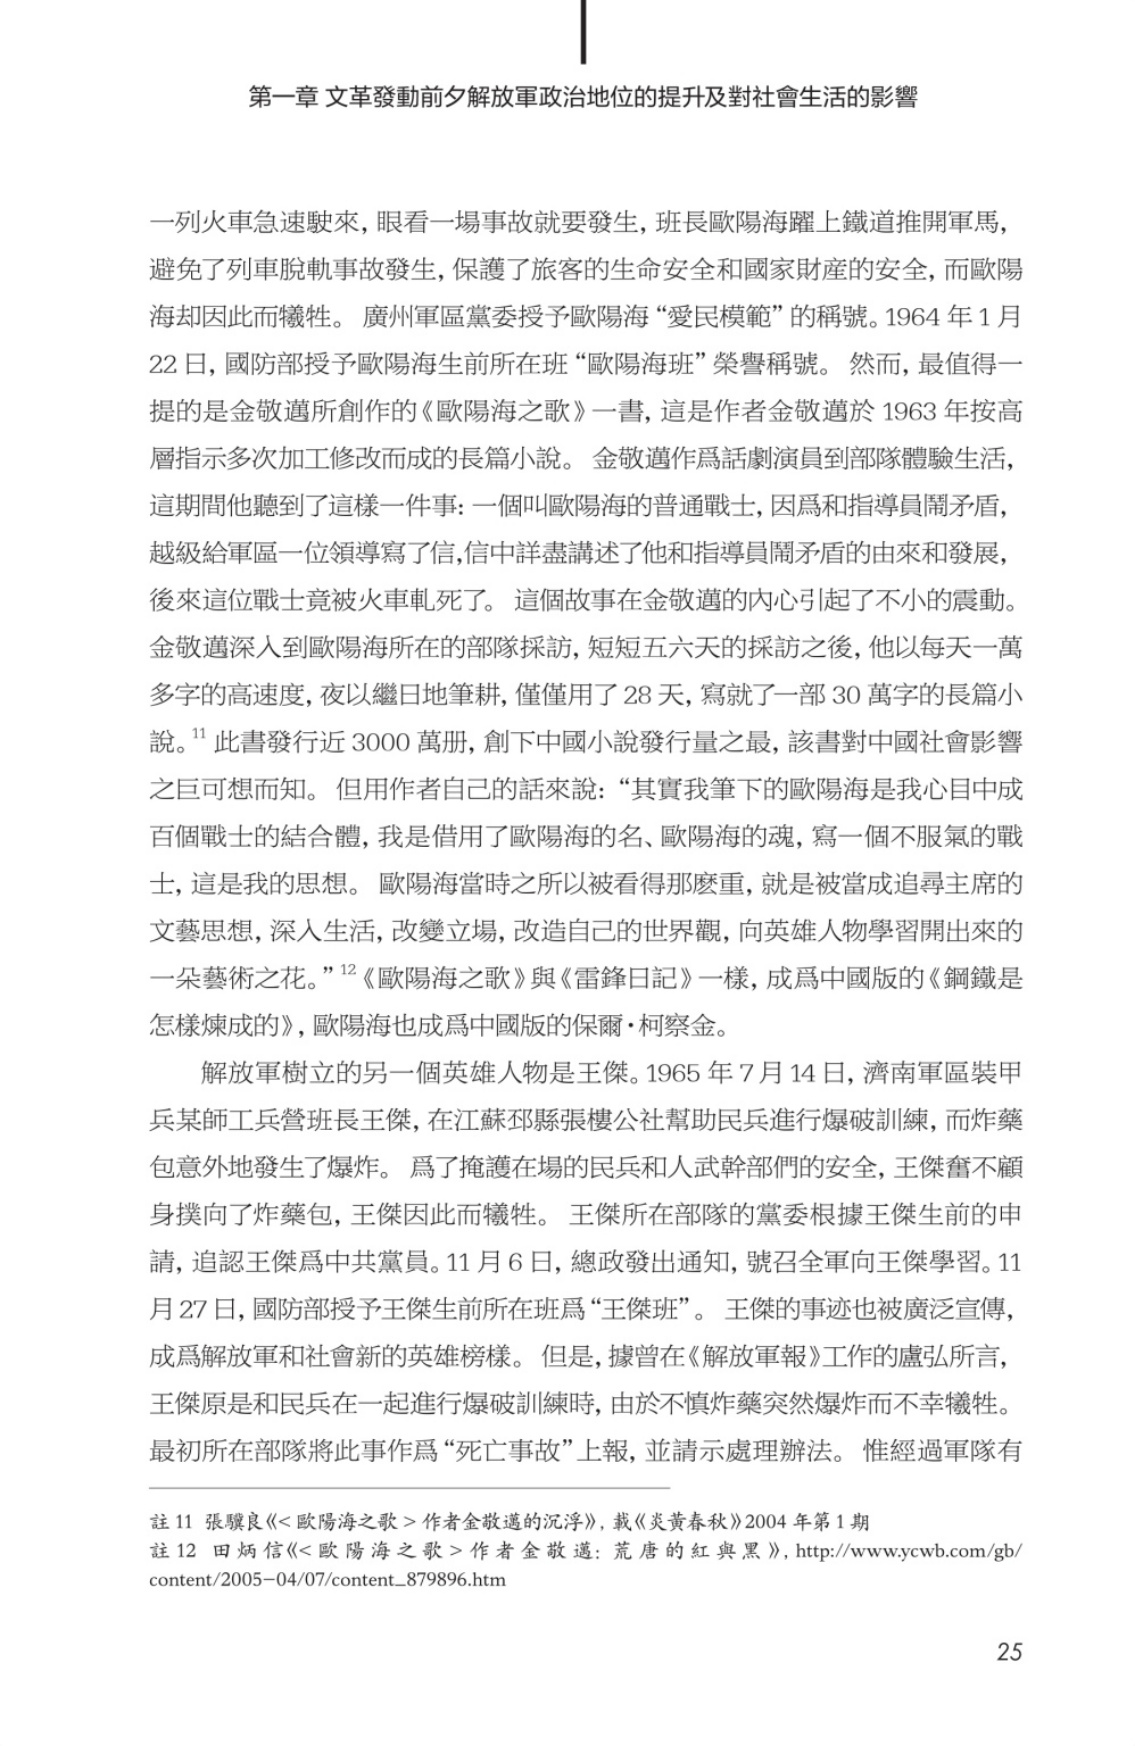 第一章 文革發動前夕解放軍政治地位的提升及對社會生活的影響
一列火車急速駛來, 眼看一場事故就要發生, 班長歐陽海躍上鐵道推開軍馬,
避免了列車脫軌事故發生, 保護了旅客的生命安全和國家財產的安全, 而歐陽
海却因此而犧牲。 廣州軍區黨委授予歐陽海 “愛民模範” 的稱號。1964 年 1 月
22 日, 國防部授予歐陽海生前所在班 “歐陽海班” 榮譽稱號。 然而, 最值得一
提的是金敬邁所創作的《歐陽海之歌》一書, 這是作者金敬邁於 1963 年按高
層指示多次加工修改而成的長篇小說。 金敬邁作爲話劇演員到部隊體驗生活,
這期間他聽到了這樣一件事: 一個叫歐陽海的普通戰士, 因爲和指導員鬧矛盾,
越級給軍區一位領導寫了信,信中詳盡講述了他和指導員鬧矛盾的由來和發展,
後來這位戰士竟被火車軋死了。 這個故事在金敬邁的內心引起了不小的震動。
金敬邁深入到歐陽海所在的部隊採訪, 短短五六天的採訪之後, 他以每天一萬
多字的高速度, 夜以繼日地筆耕, 僅僅用了 28 天, 寫就了一部 30 萬字的長篇小
說。11 此書發行近 3000 萬册, 創下中國小說發行量之最, 該書對中國社會影響
之巨可想而知。 但用作者自己的話來說: “其實我筆下的歐陽海是我心目中成
百個戰士的結合體, 我是借用了歐陽海的名、歐陽海的魂, 寫一個不服氣的戰
士, 這是我的思想。 歐陽海當時之所以被看得那麽重, 就是被當成追尋主席的
文藝思想, 深入生活, 改變立場, 改造自己的世界觀, 向英雄人物學習開出來的
一朵藝術之花。” 12《歐陽海之歌》與《雷鋒日記》一樣, 成爲中國版的《鋼鐵是
怎樣煉成的》, 歐陽海也成爲中國版的保爾·柯察金。
解放軍樹立的另一個英雄人物是王傑。1965 年 7 月 14 日, 濟南軍區裝甲
兵某師工兵營班長王傑, 在江蘇邳縣張樓公社幫助民兵進行爆破訓練, 而炸藥
包意外地發生了爆炸。 爲了掩護在場的民兵和人武幹部們的安全, 王傑奮不顧
身撲向了炸藥包, 王傑因此而犧牲。 王傑所在部隊的黨委根據王傑生前的申
請, 追認王傑爲中共黨員。11 月 6 日, 總政發出通知, 號召全軍向王傑學習。11
月 27 日, 國防部授予王傑生前所在班爲 “王傑班”。 王傑的事迹也被廣泛宣傳,
成爲解放軍和社會新的英雄榜樣。 但是, 據曾在《解放軍報》工作的盧弘所言,
王傑原是和民兵在一起進行爆破訓練時, 由於不慎炸藥突然爆炸而不幸犧牲。
最初所在部隊將此事作爲 “死亡事故” 上報, 並請示處理辦法。 惟經過軍隊有
註 11 張驥良《< 歐陽海之歌 > 作者金敬邁的沉浮》, 載《炎黃春秋》2004 年第 1 期
註 12 田炳信《< 歐陽海之歌 > 作者金敬邁: 荒唐的紅與黑》, http://www.ycwb.com/gb/
content/2005-04/07/content_879896.htm
25